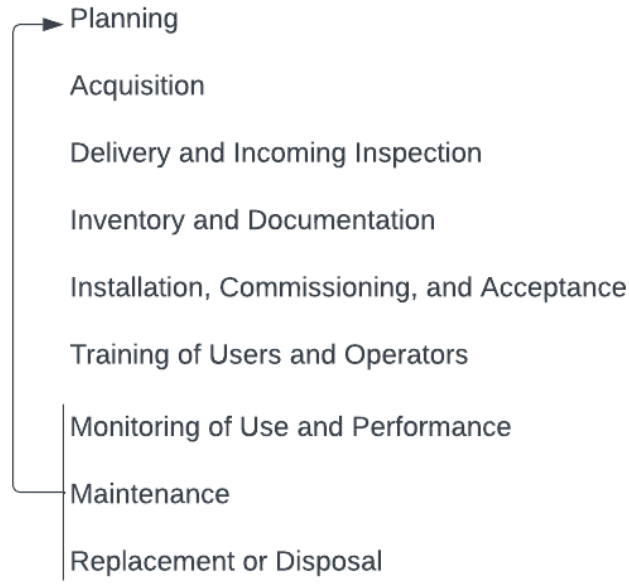 Planning
Acquisition
Delivery and Incoming Inspection
Inventory and Documentation
Installation, Commissioning, and Acceptance
Training of Users and Operators
Monitoring of Use and Performance
Maintenance
Replacement or Disposal